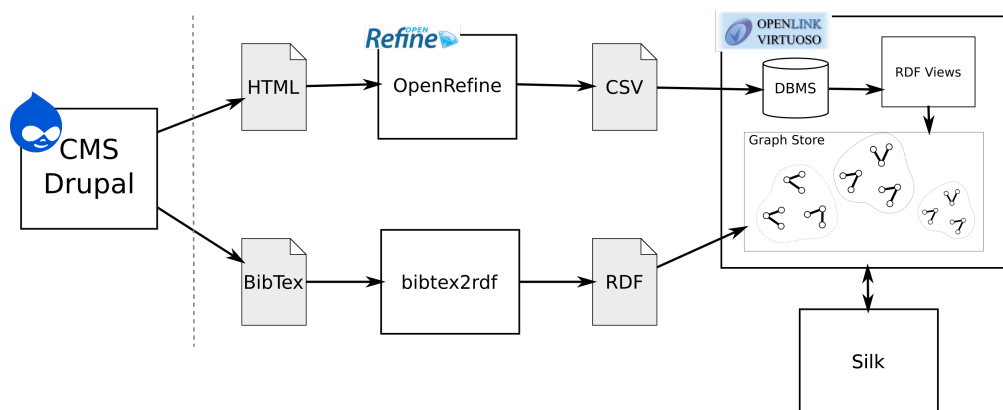 OPEN
Refine
OPENLINK
VIRTUOSO
HTML
OpenRefine
CSV
DBMS
RDF Views
CMS
Drupal
Graph Store
BibTex
bibtex2rdf
RDF
Silk